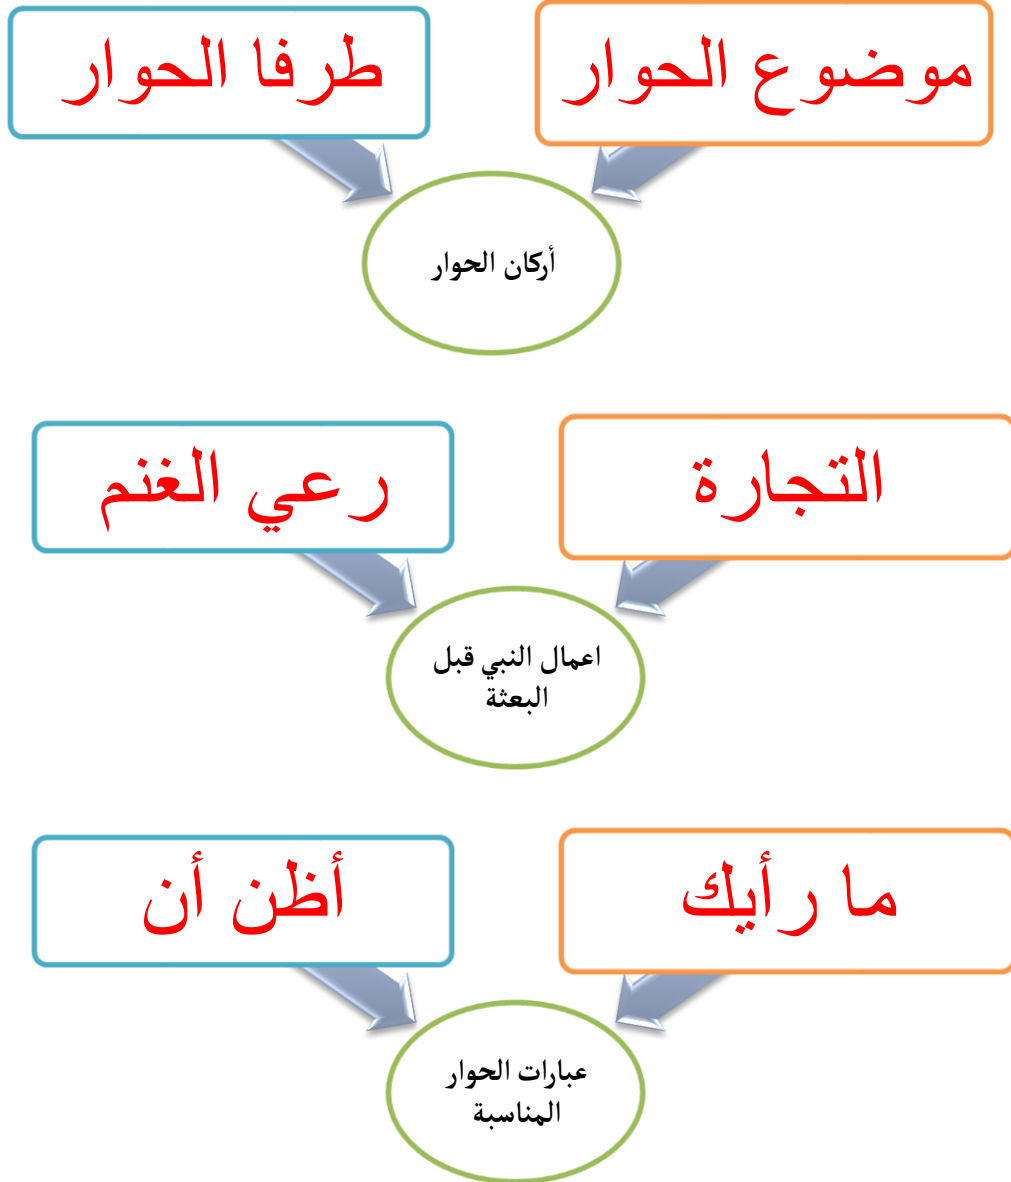 موضوع الحوار
طرفا الحوار
أركان الحوار
التجارة
رعي الغنم
اعمال النبي قبل
البعثة
ما رأيك
أظن أن
عبارات الحوار
المناسبة